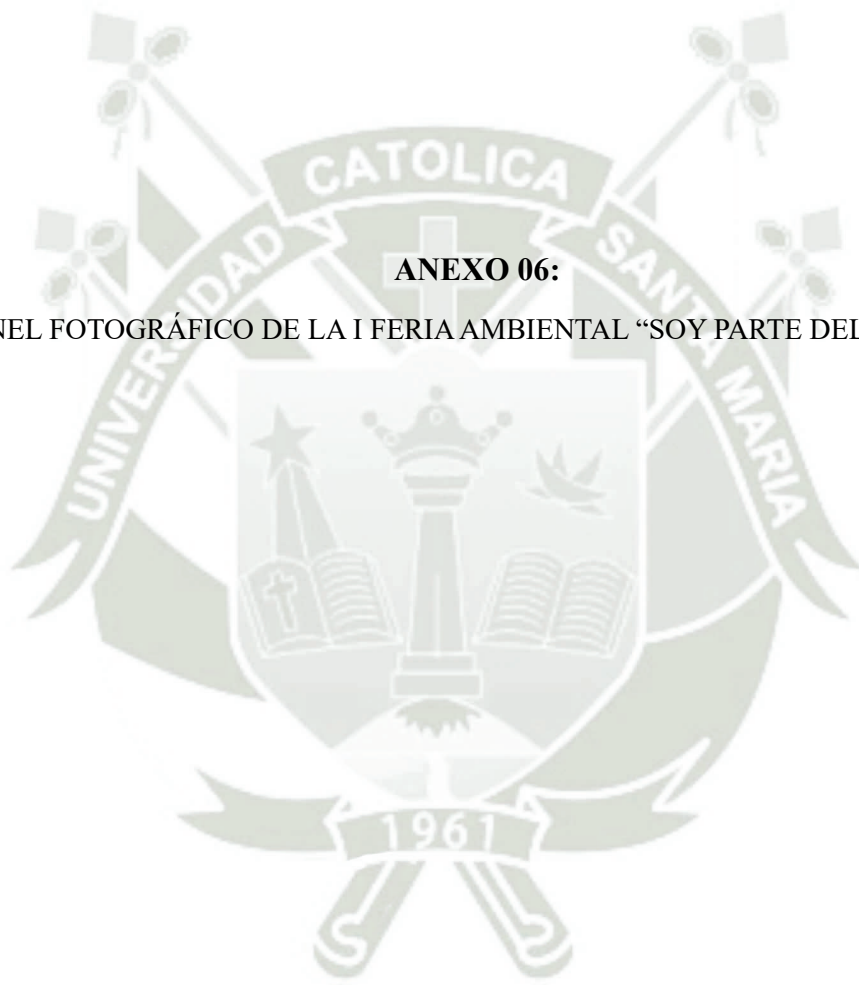 CATOLICA
UNIVERSIDAD
SANTA MARIA
ANEXO 06:
NEL FOTOGRÁFICO DE LA I FERIA AMBIENTAL “SOY PARTE DEL
1961